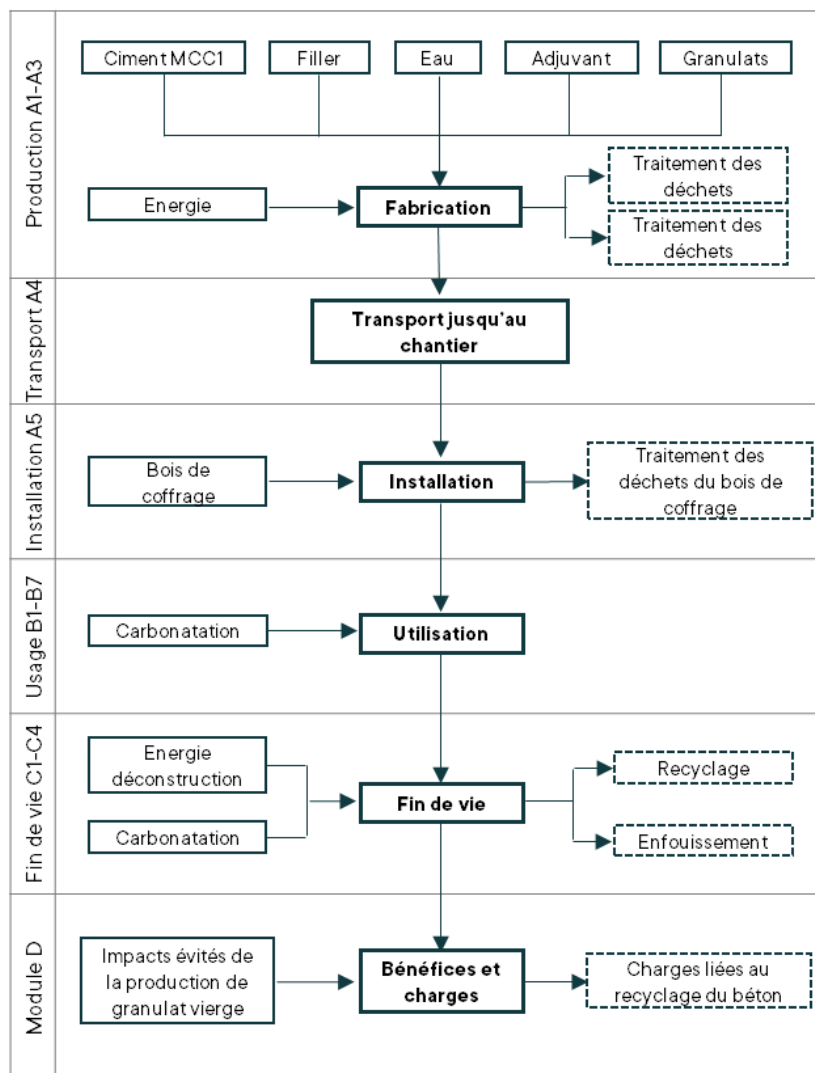 Production A1-A3
Ciment MCC1
Filler
Eau
Adjuvant
Granulats
Energie
Fabrication
Traitement des
déchets
Traitement des
déchets
Transport A4
Transport jusqu'au
chantier
Installation A5
Bois de
coffrage
Installation
Traitement des
déchets du bois de
coffrage
Usage B1-B7
Carbonatation
Utilisation
Fin de vie C1-C4
Energie
déconstruction
Carbonatation
Fin de vie
Recyclage
Enfouissement
Module D
Impacts évités de
la production de
granulat vierge
Bénéfices et
charges
Charges liées au
recyclage du béton